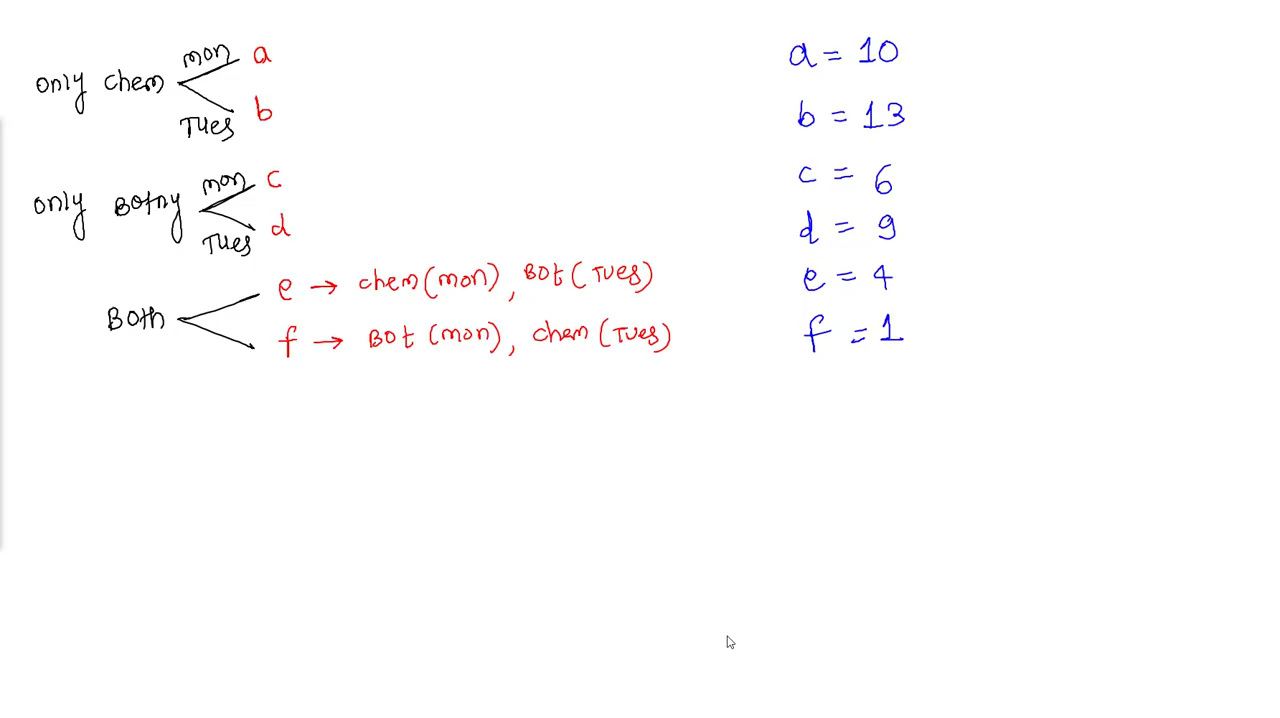 only chem
mon a
Tues b
only Botny
mon c
Tues d
Both
e → chem (mon), Bot (Tues)
f → Bot (mon), chem (Tues)
a = 10
b = 13
c = 6
d = 9
e = 4
f = 1